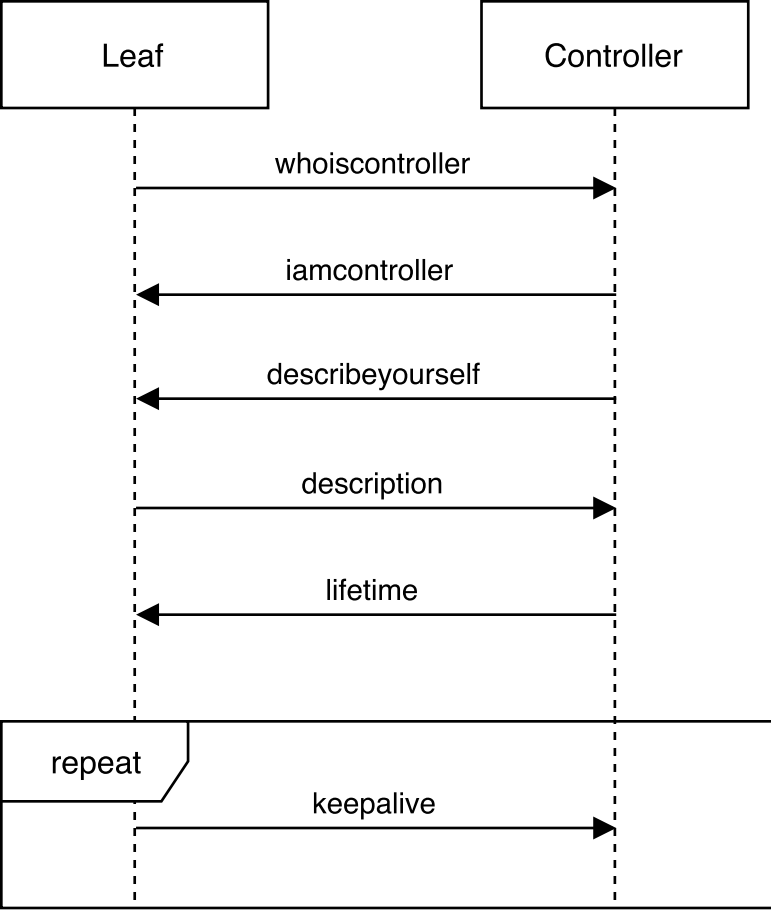 Leaf
Controller
whoiscontroller
iamcontroller
describeyourself
description
lifetime
repeat
keepalive